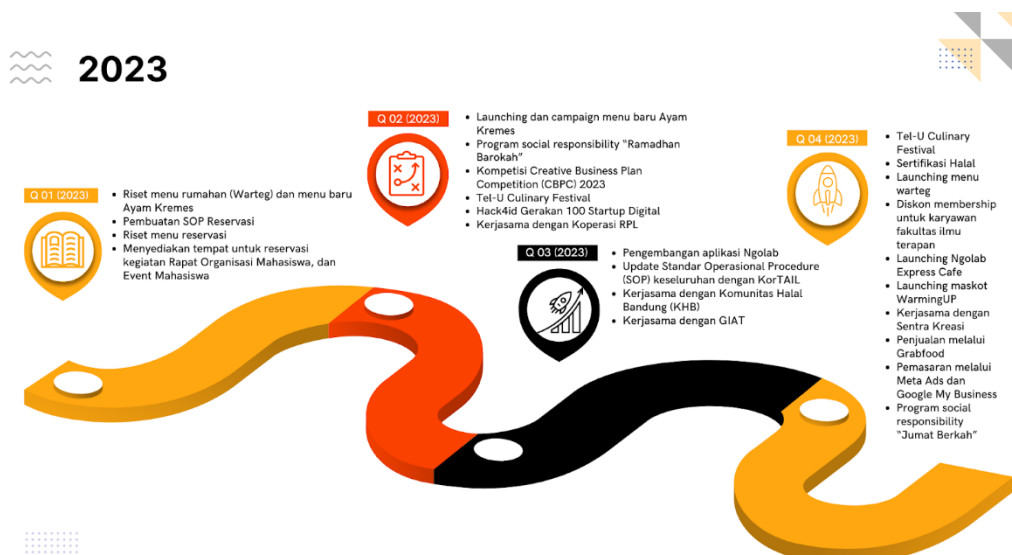 2023
Q 01 (2023)
• Riset menu rumahan (Warteg) dan menu baru
Ayam Kremes
• Pembuatan SOP Reservasi
• Riset menu reservasi
• Menyediakan tempat untuk reservasi
kegiatan Rapat Organisasi Mahasiswa, dan
Event Mahasiswa
Q 02 (2023)
• Launching dan campaign menu baru Ayam
Kremes
• Program social responsibility “Ramadhan
Barokah”
• Kompetisi Creative Business Plan
Competition (CBPC) 2023
• Tel-U Culinary Festival
• Hack4id Gerakan 100 Startup Digital
• Kerjasama dengan Koperasi RPL
Q 03 (2023)
• Pengembangan aplikasi Ngolab
• Update Standar Operasional Procedure
(SOP) keseluruhan dengan KorTAIL
• Kerjasama dengan Komunitas Halal
Bandung (KHB)
• Kerjasama dengan GIAT
Q 04 (2023)
• Tel-U Culinary
Festival
• Sertifikasi Halal
• Launching menu
warteg
• Diskon membership
untuk karyawan
fakultas ilmu
terapan
• Launching Ngolab
Express Cafe
• Launching maskot
WarmingUP
• Kerjasama dengan
Sentra Kreasi
• Penjualan melalui
Grabfood
• Pemasaran melalui
Meta Ads dan
Google My Business
• Program social
responsibility
“Jumat Berkah”